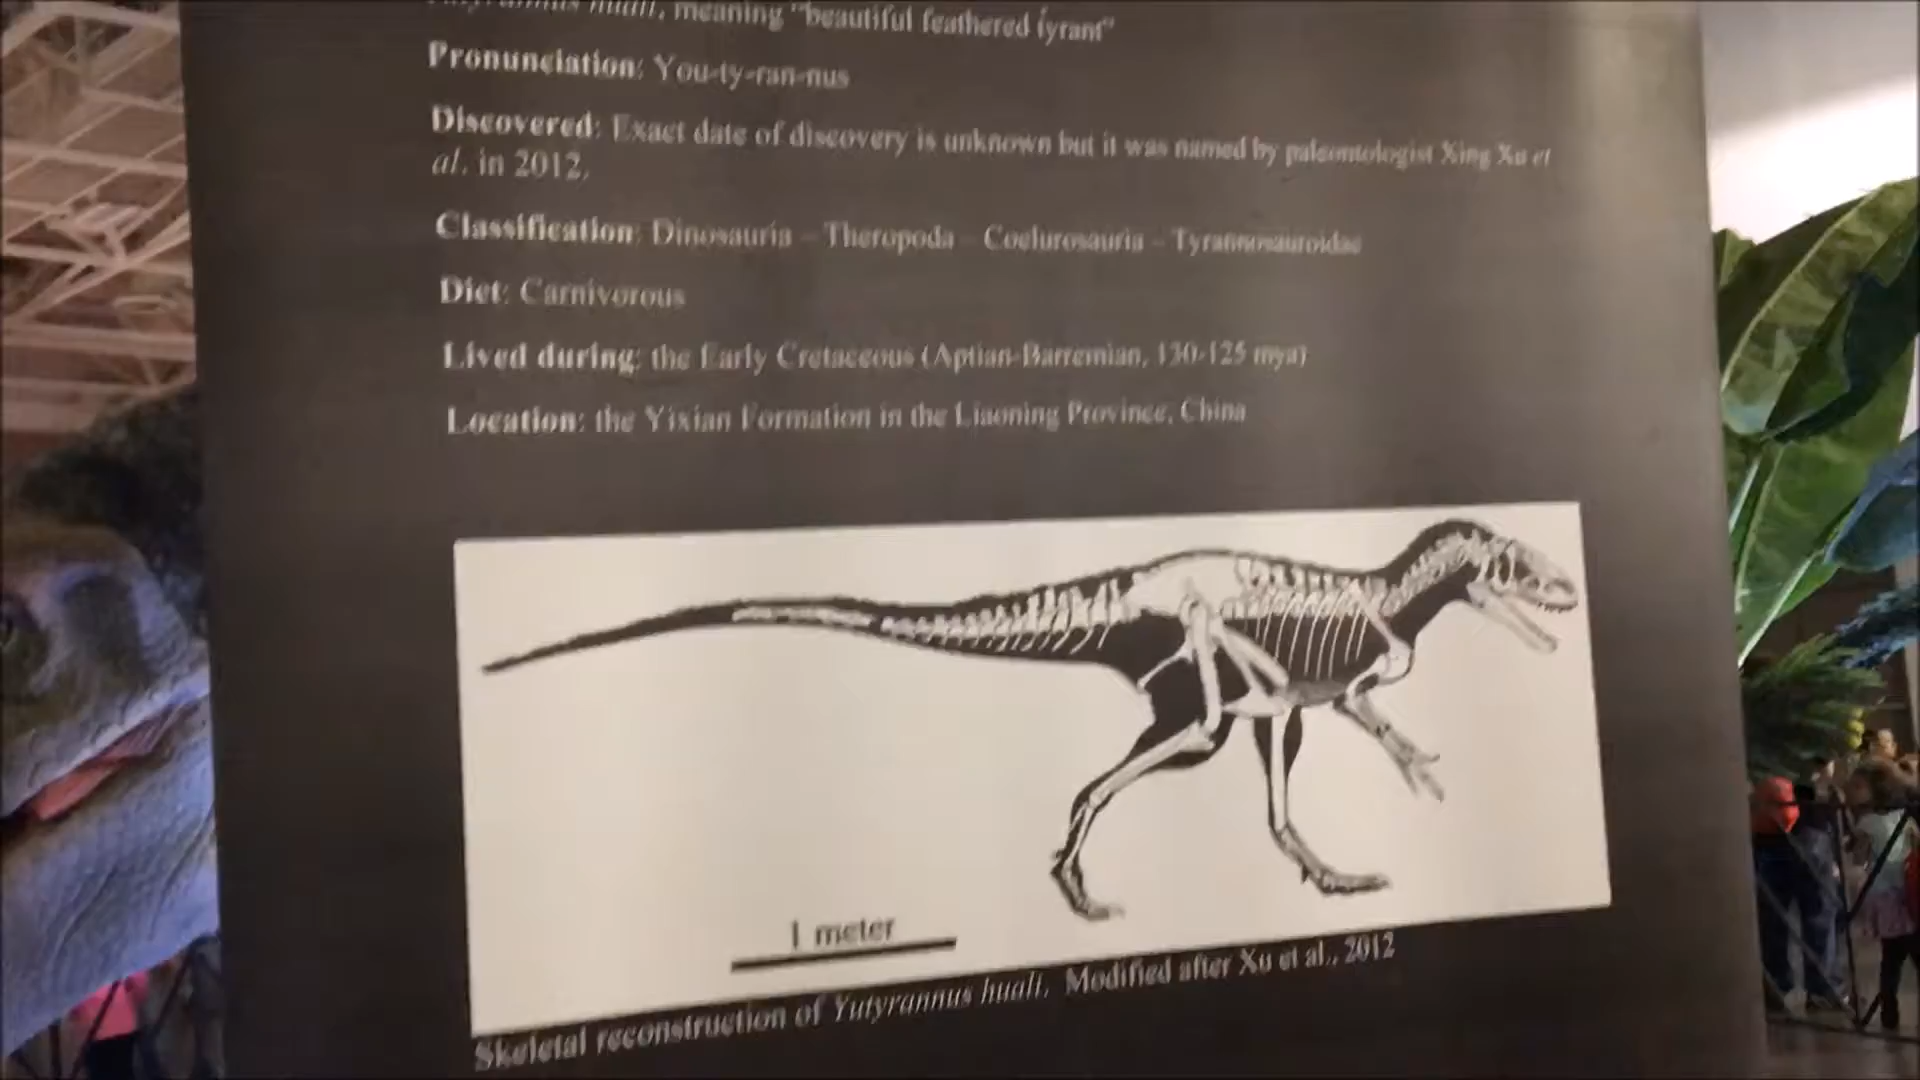 Yutyrannus huali, meaning "beautiful feathered tyrant"
Pronunciation: You-ty-ran-nus
Discovered: Exact date of discovery is unknown but it was named by paleontologist Xing Xu et
al. in 2012.
Classification: Dinosauria – Theropoda – Coelurosauria – Tyrannosauroidae
Diet: Carnivorous
Lived during: the Early Cretaceous (Aptian-Barremian, 130-125 mya)
Location: the Yixian Formation in the Liaoning Province, China
1 meter
Skeletal reconstruction of Yutyrannus huali. Modified after Xu et al., 2012